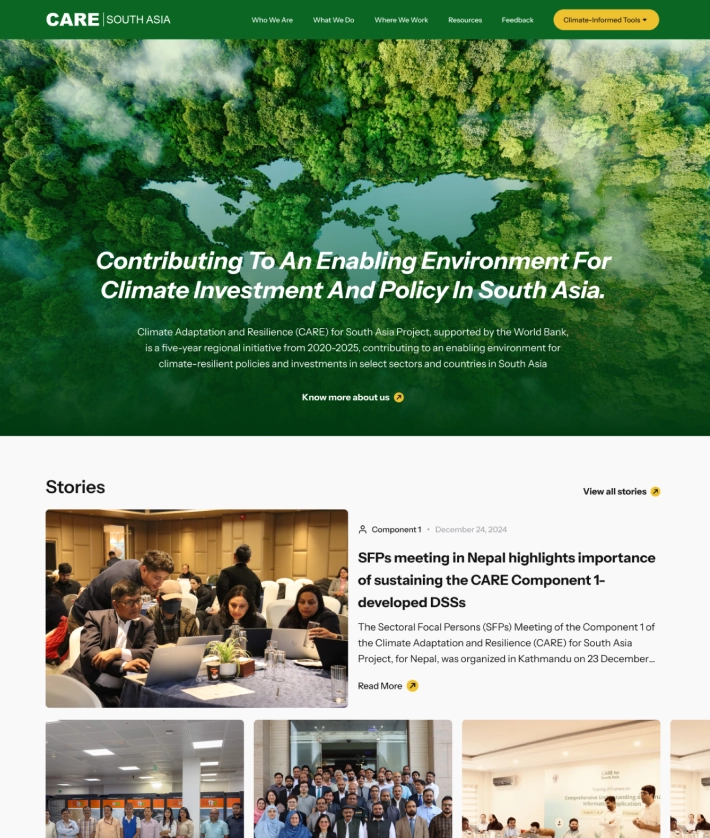 CARE | SOUTH ASIA
Who We Are
What We Do
Where We Work
Resources
Feedback
Climate-Informed Tools
Contributing To An Enabling Environment For
Climate Investment And Policy In South Asia.
Climate Adaptation and Resilience (CARE) for South Asia Project, supported by the World Bank,
is a five-year regional initiative from 2020-2025, contributing to an enabling environment for
climate-resilient policies and investments in select sectors and countries in South Asia
Know more about us
Stories
View all stories
Component 1 • December 24, 2024
SFPs meeting in Nepal highlights importance
of sustaining the CARE Component 1-
developed DSSs
The Sectoral Focal Persons (SFPs) Meeting of the Component 1 of
the Climate Adaptation and Resilience (CARE) for South Asia
Project, for Nepal, was organized in Kathmandu on 23 December...
Read More
CARE for
South Asia